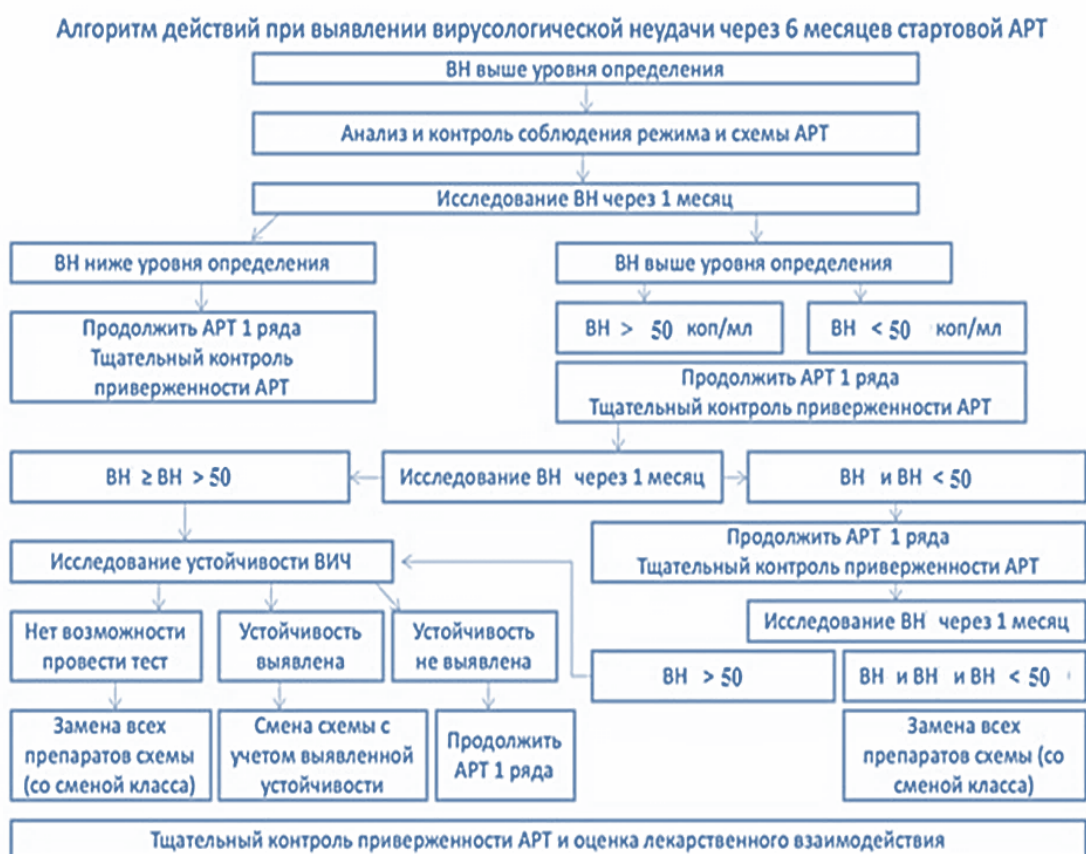 Алгоритм действий при выявлении вирусологической неудачи через 6 месяцев стартовой АРТ
ВН выше уровня определения
Анализ и контроль соблюдения режима и схемы АРТ
Исследование ВН через 1 месяц
ВН ниже уровня определения
ВН выше уровня определения
Продолжить АРТ 1 ряда
Тщательный контроль
приверженности АРТ
ВН > 50 коп/мл
ВН < 50 коп/мл
Продолжить АРТ 1 ряда
Тщательный контроль приверженности АРТ
ВН ≥ ВН > 50
Исследование ВН через 1 месяц
ВН и ВН < 50
Продолжить АРТ 1 ряда
Тщательный контроль приверженности АРТ
Исследование устойчивости ВИЧ
Исследование ВН через 1 месяц
Нет возможности
провести тест
Устойчивость
выявлена
Устойчивость
не выявлена
ВН > 50
ВН и ВН и ВН < 50
Замена всех
препаратов схемы
(со сменой класса)
Смена схемы с
учетом выявленной
устойчивости
Продолжить
АРТ 1 ряда
Замена всех
препаратов схемы (со
сменой класса)
Тщательный контроль приверженности АРТ и оценка лекарственного взаимодействия